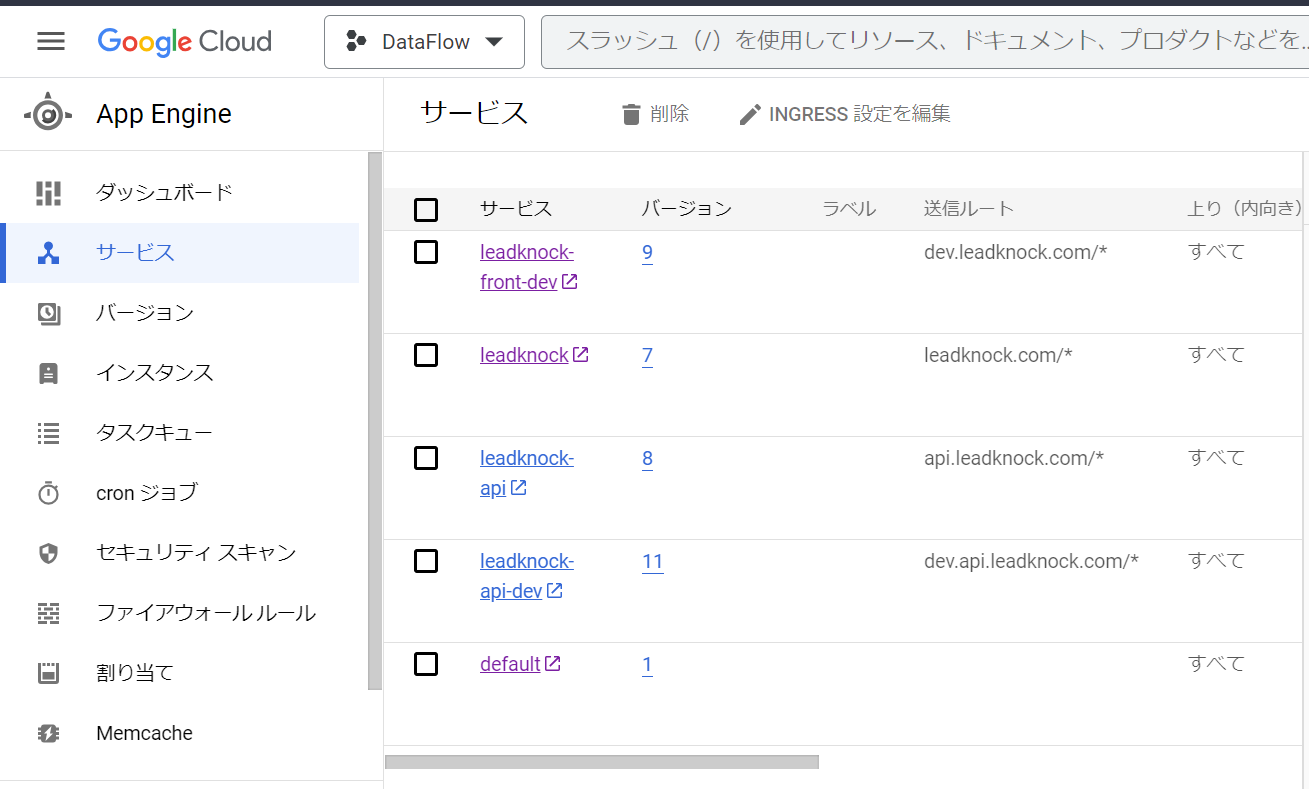 Google Cloud
DataFlow
スラッシュ（/）を使用してリソース、ドキュメント、プロダクトなどを...
App Engine
サービス
削除
INGRESS 設定を編集
ダッシュボード
サービス
バージョン
インスタンス
タスクキュー
cron ジョブ
セキュリティ スキャン
ファイアウォール ルール
割り当て
Memcache
サービス バージョン ラベル 送信ルート 上り（内向き）
leadknock- 9 dev.leadknock.com/* すべて
front-dev
leadknock 7 leadknock.com/* すべて
leadknock- 8 api.leadknock.com/* すべて
api
leadknock- 11 dev.api.leadknock.com/* すべて
api-dev
default 1 すべて